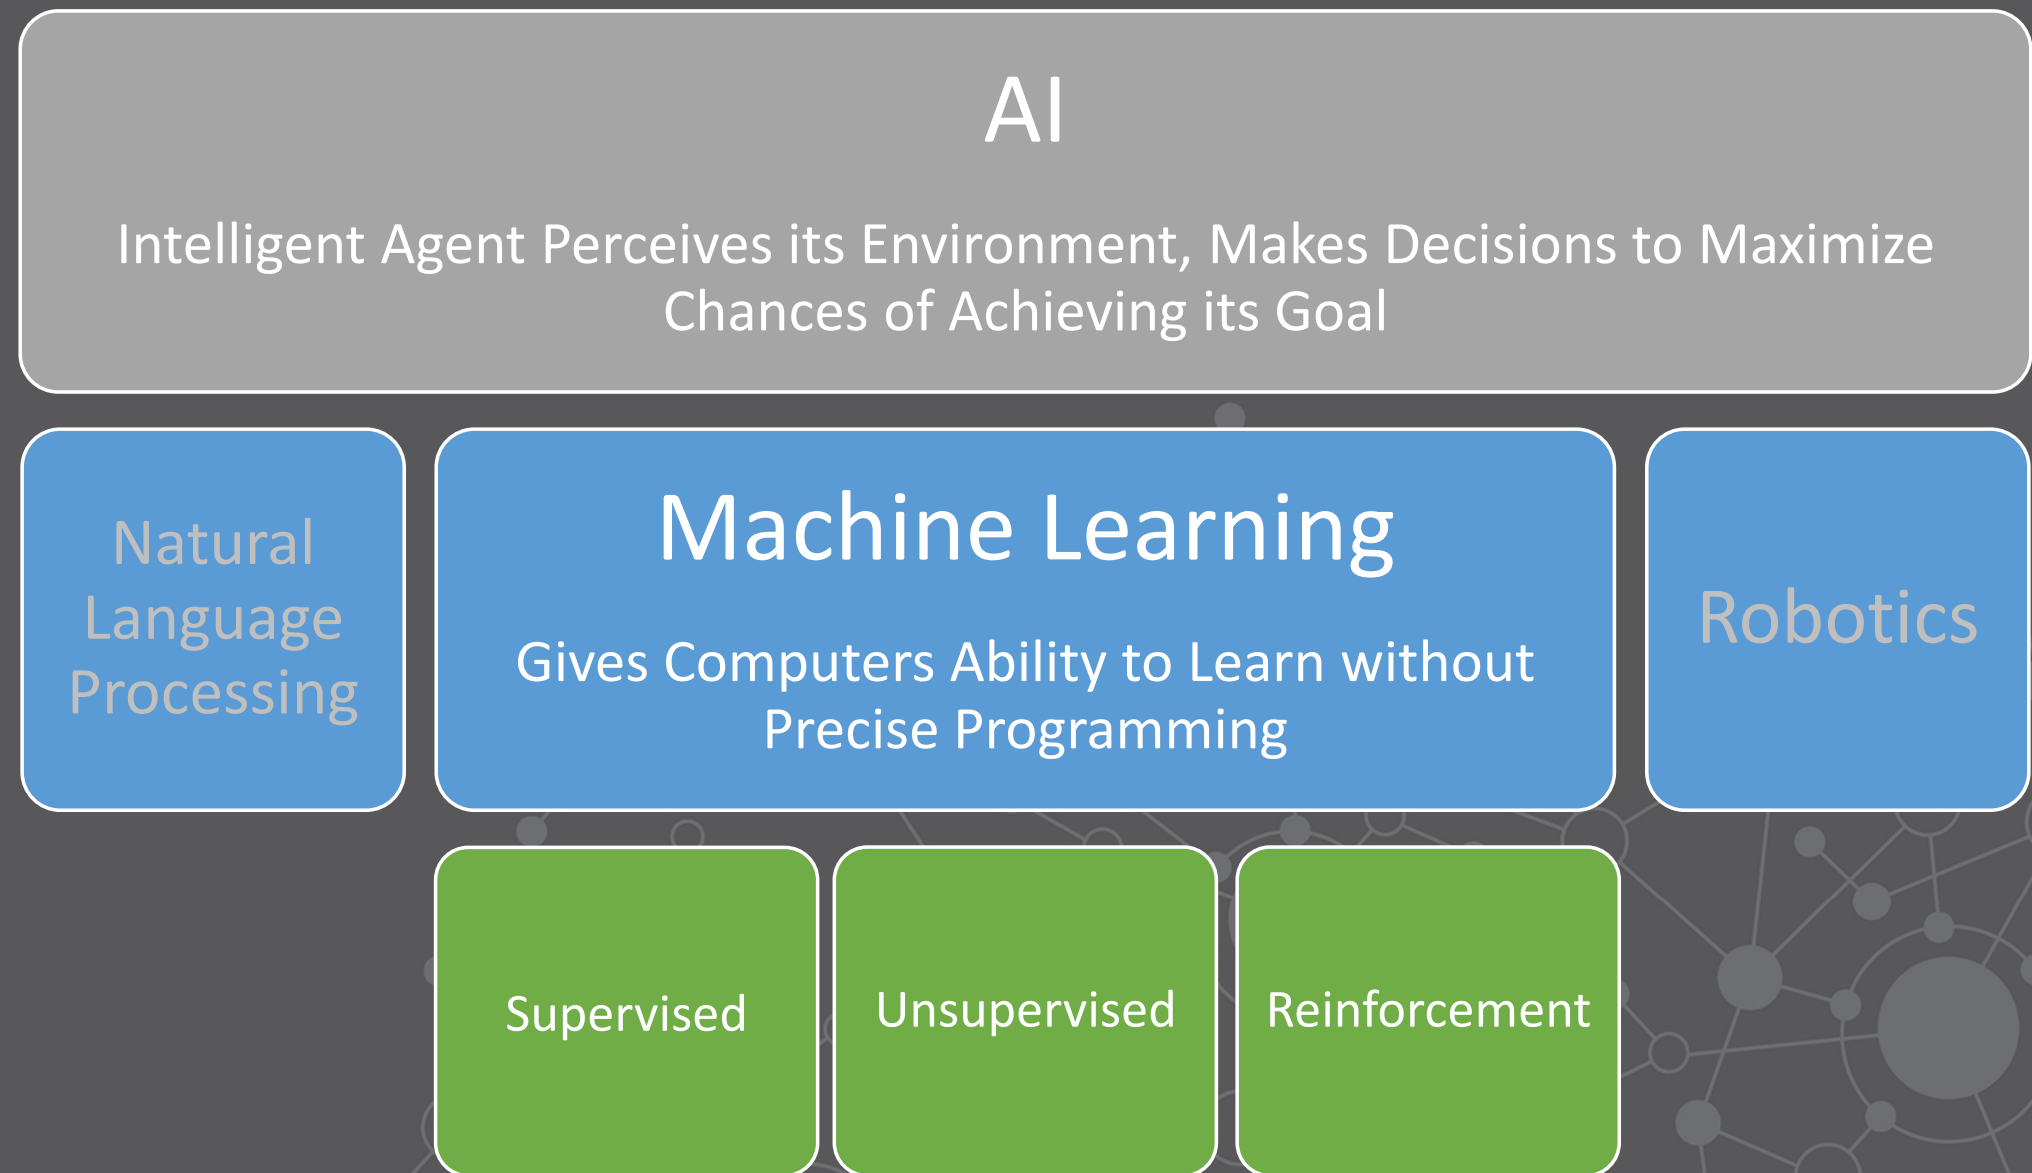 AI
Intelligent Agent Perceives its Environment, Makes Decisions to Maximize
Chances of Achieving its Goal
Natural
Language
Processing
Machine Learning
Gives Computers Ability to Learn without
Precise Programming
Robotics
Supervised
Unsupervised
Reinforcement